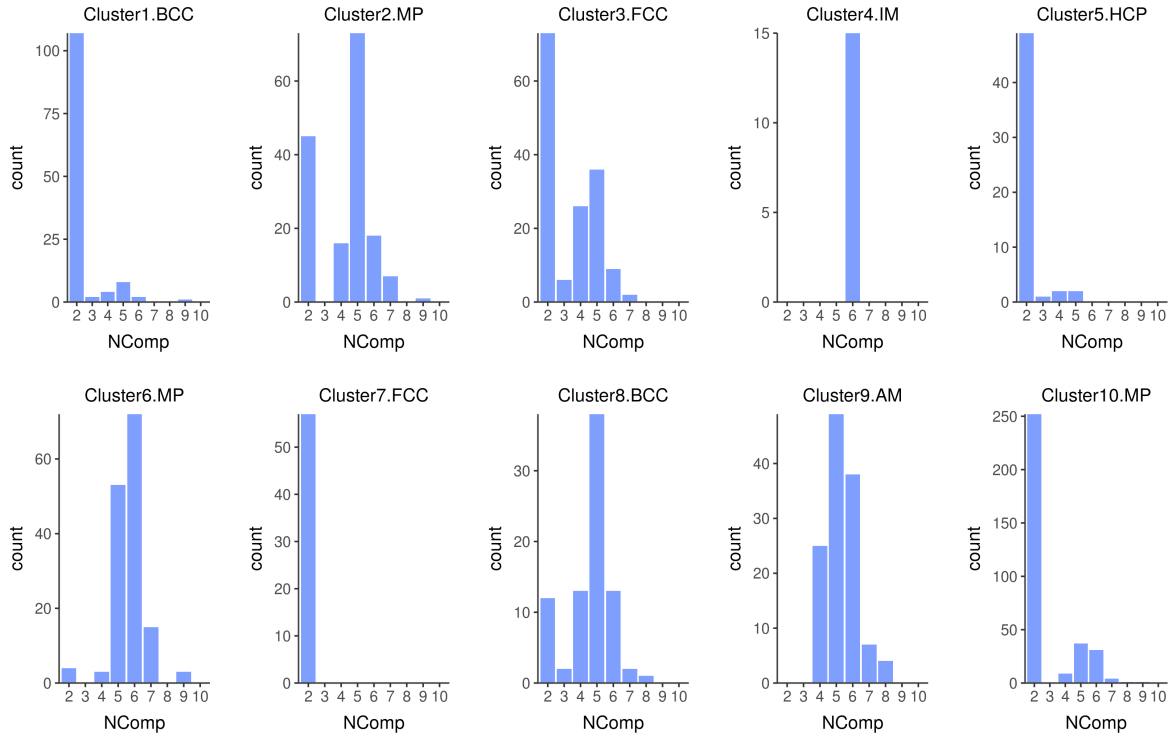 Cluster1.BCC
count
100
75
50
25
0
2 3 4 5 6 7 8 9 10
NComp
Cluster2.MP
count
60
40
20
0
2 3 4 5 6 7 8 9 10
NComp
Cluster3.FCC
count
60
40
20
0
2 3 4 5 6 7 8 9 10
NComp
Cluster4.IM
count
15
10
5
0
2 3 4 5 6 7 8 9 10
NComp
Cluster5.HCP
count
40
30
20
10
0
2 3 4 5 6 7 8 9 10
NComp
Cluster6.MP
count
60
40
20
0
2 3 4 5 6 7 8 9 10
NComp
Cluster7.FCC
count
50
40
30
20
10
0
2 3 4 5 6 7 8 9 10
NComp
Cluster8.BCC
count
30
20
10
0
2 3 4 5 6 7 8 9 10
NComp
Cluster9.AM
count
40
30
20
10
0
2 3 4 5 6 7 8 9 10
NComp
Cluster10.MP
count
250
200
150
100
50
0
2 3 4 5 6 7 8 9 10
NComp